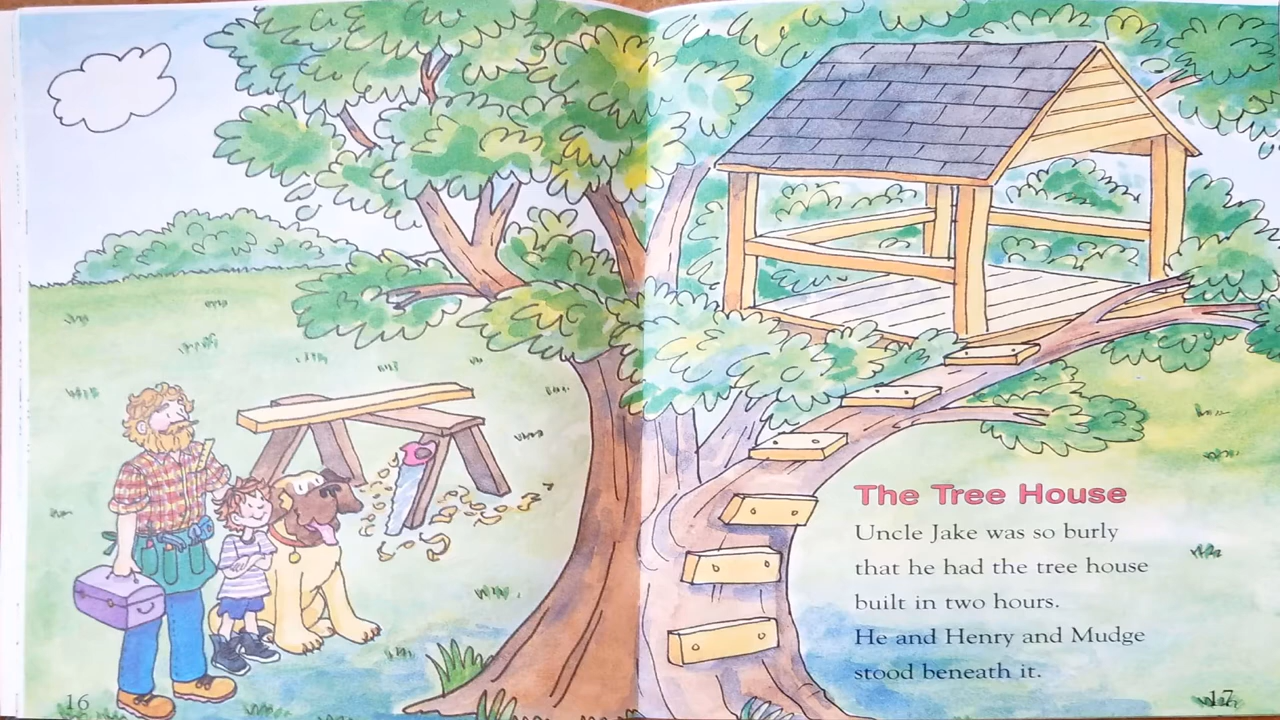 The Tree House
Uncle Jake was so burly
that he had the tree house
built in two hours.
He and Henry and Mudge
stood beneath it.
16
17